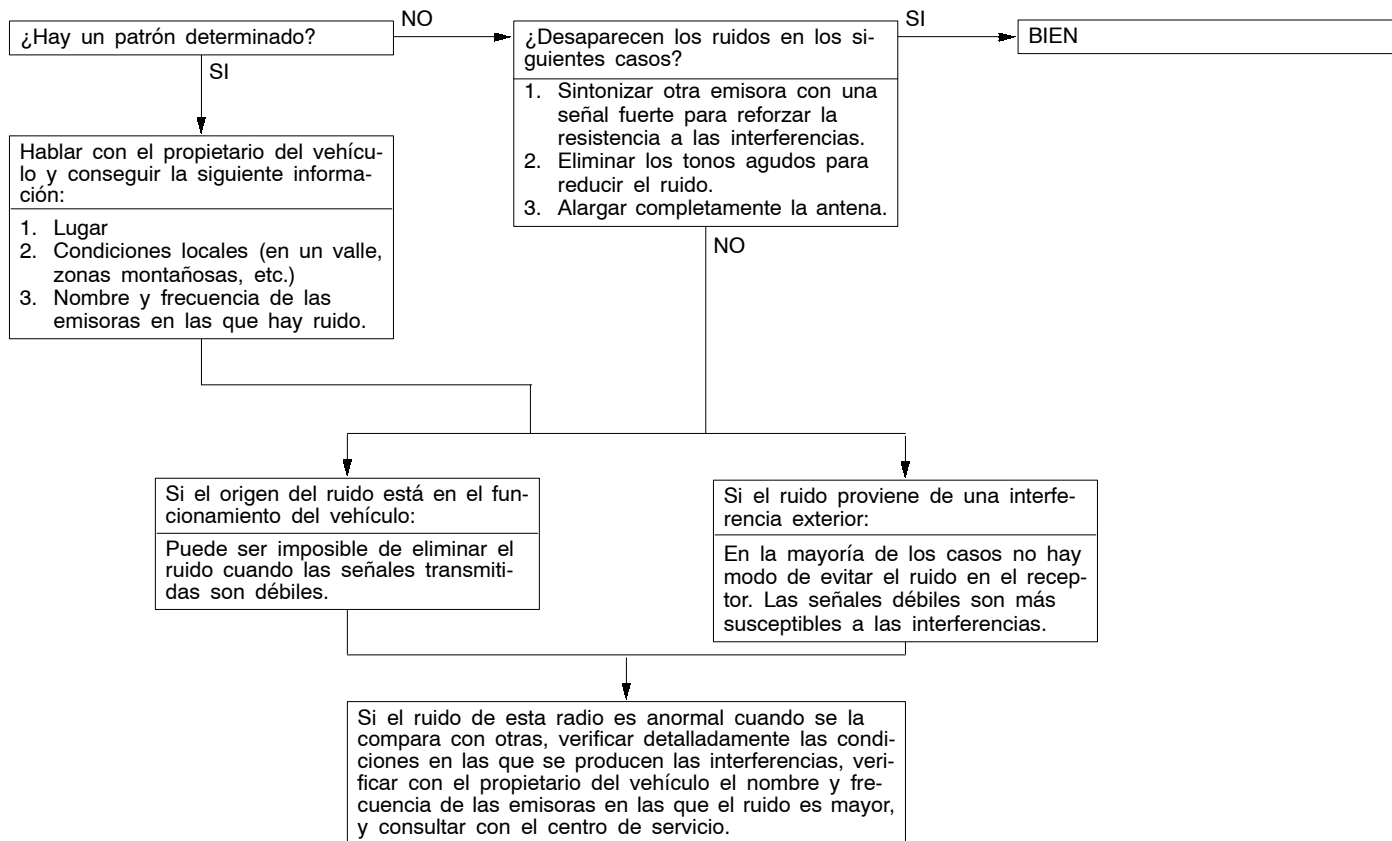 ¿Hay un patrón determinado?
NO
¿Desaparecen los ruidos en los si-
guientes casos?
SI
BIEN
SI
1. Sintonizar otra emisora con una
señal fuerte para reforzar la
resistencia a las interferencias.
2. Eliminar los tonos agudos para
reducir el ruido.
3. Alargar completamente la antena.
Hablar con el propietario del vehícu-
lo y conseguir la siguiente informa-
ción:
1. Lugar
2. Condiciones locales (en un valle,
zonas montañosas, etc.)
3. Nombre y frecuencia de las
emisoras en las que hay ruido.
NO
Si el origen del ruido está en el fun-
cionamiento del vehículo:
Puede ser imposible de eliminar el
ruido cuando las señales transmiti-
das son débiles.
Si el ruido proviene de una interfe-
rencia exterior:
En la mayoría de los casos no hay
modo de evitar el ruido en el recep-
tor. Las señales débiles son más
susceptibles a las interferencias.
Si el ruido de esta radio es anormal cuando se la
compara con otras, verificar detalladamente las condi-
ciones en las que se producen las interferencias, veri-
ficar con el propietario del vehículo el nombre y fre-
cuencia de las emisoras en las que el ruido es mayor,
y consultar con el centro de servicio.